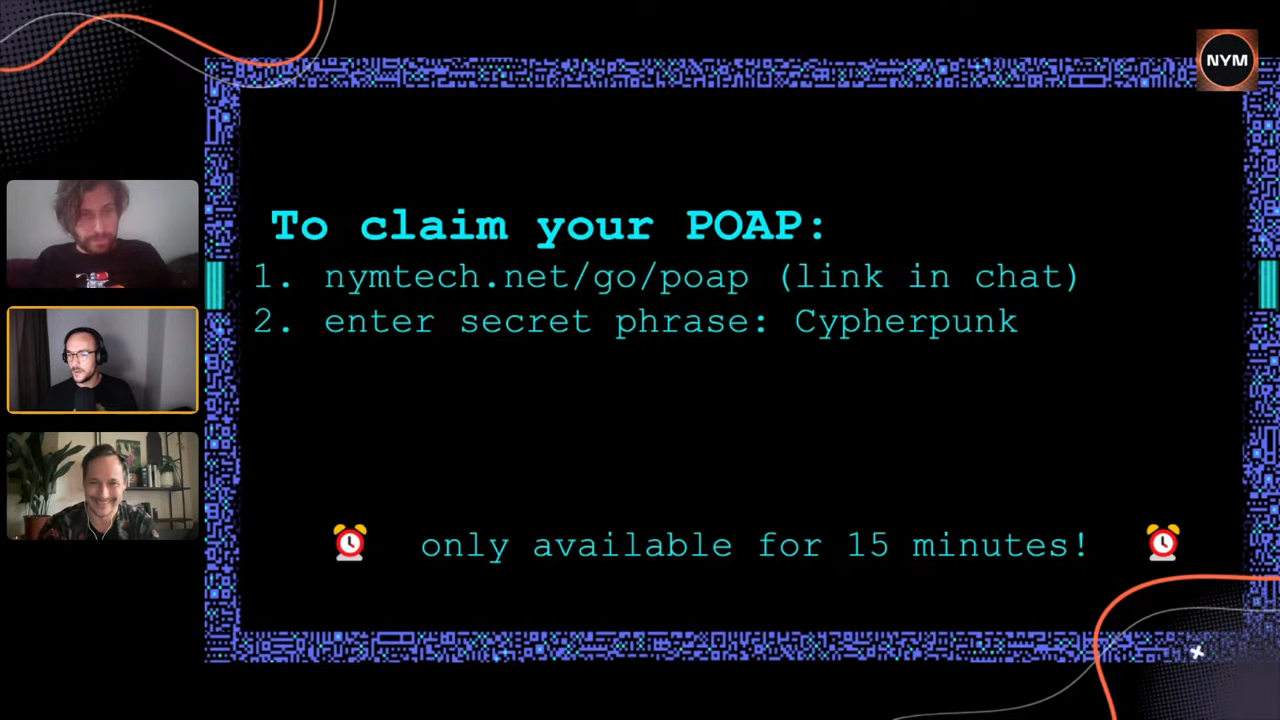 NYM
To claim your POAP:
1. nymtech.net/go/poap (link in chat)
2. enter secret phrase: Cypherpunk
only available for 15 minutes!